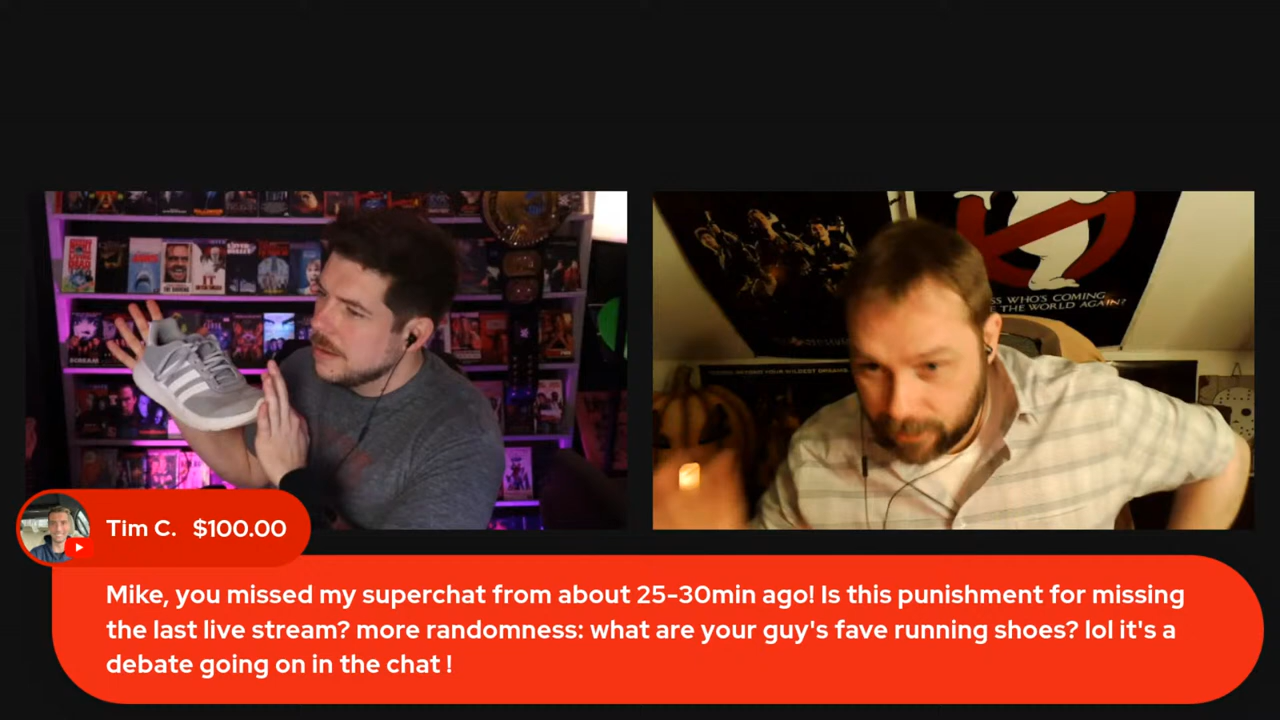 SCREAM
IT
SS WHO'S COMING
E WORLD AGAIN?
Tim C. $100.00
Mike, you missed my superchat from about 25-30min ago! Is this punishment for missing
the last live stream? more randomness: what are your guy's fave running shoes? lol it's a
debate going on in the chat !